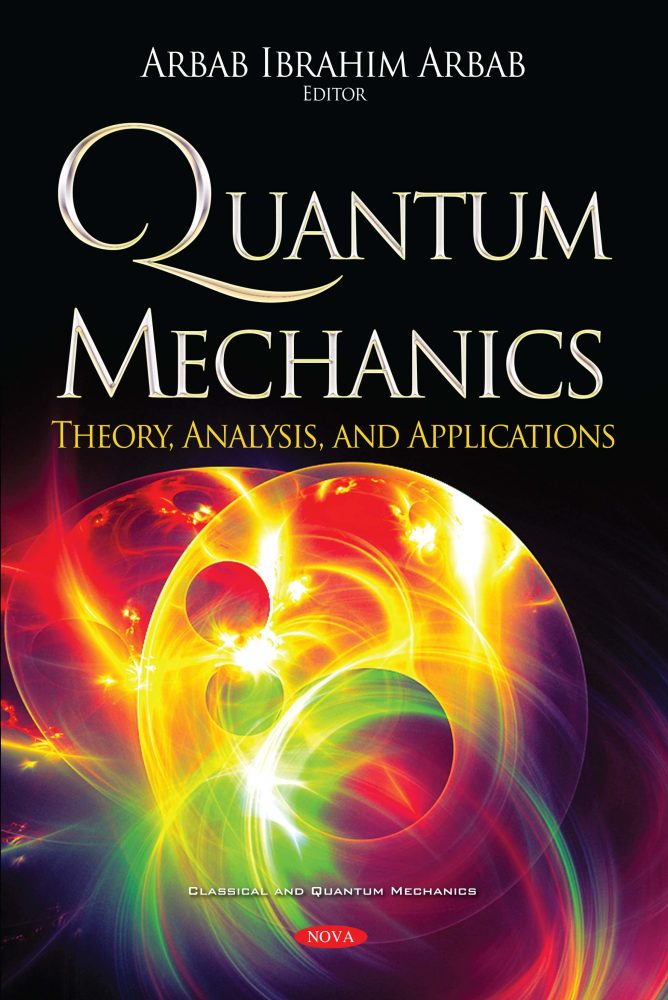 ARBAB IBRAHIM ARBAB
EDITOR
QUANTUM
MECHANICS
THEORY, ANALYSIS, AND APPLICATIONS
CLASSICAL AND QUANTUM MECHANICS
NOVA